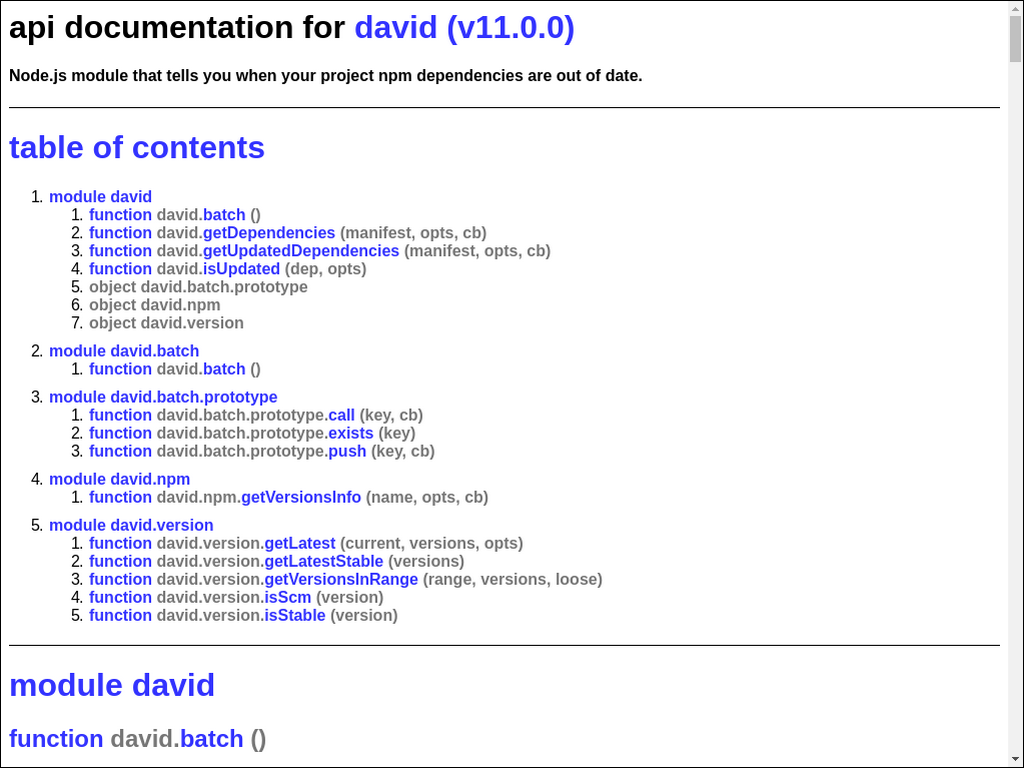 api documentation for david (v11.0.0)
Node.js module that tells you when your project npm dependencies are out of date.
table of contents
1. module david
1. function david.batch ()
2. function david.getDependencies (manifest, opts, cb)
3. function david.getUpdatedDependencies (manifest, opts, cb)
4. function david.isUpdated (dep, opts)
5. object david.batch.prototype
6. object david.npm
7. object david.version
2. module david.batch
1. function david.batch ()
3. module david.batch.prototype
1. function david.batch.prototype.call (key, cb)
2. function david.batch.prototype.exists (key)
3. function david.batch.prototype.push (key, cb)
4. module david.npm
1. function david.npm.getVersionsInfo (name, opts, cb)
5. module david.version
1. function david.version.getLatest (current, versions, opts)
2. function david.version.getLatestStable (versions)
3. function david.version.getVersionsInRange (range, versions, loose)
4. function david.version.isScm (version)
5. function david.version.isStable (version)
module david
function david.batch ()